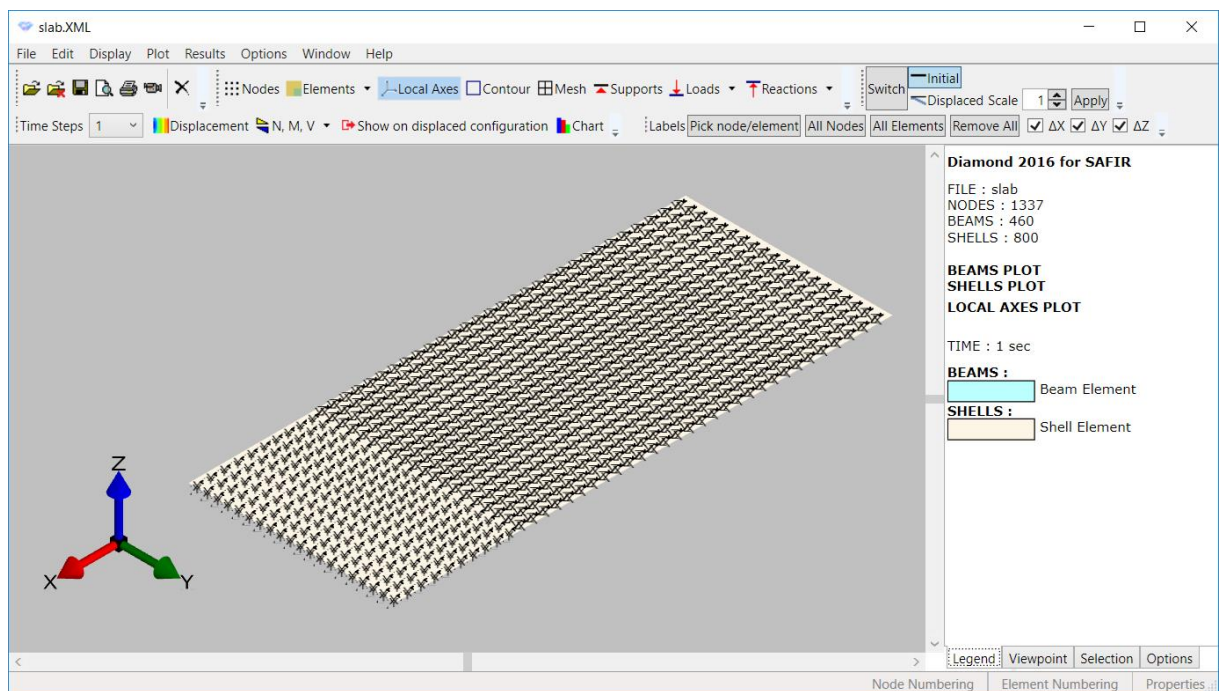 slab.XML
File Edit Display Plot Results Options Window Help
Nodes Elements Local Axes Contour Mesh Supports Loads Reactions Switch Initial
Displaced Scale 1 Apply
Time Steps 1 Displacement N, M, V Show on displaced configuration Chart Labels Pick node/element All Nodes All Elements Remove All ΔX ΔY ΔZ
Diamond 2016 for SAFIR
FILE : slab
NODES : 1337
BEAMS : 460
SHELLS : 800
BEAMS PLOT
SHELLS PLOT
LOCAL AXES PLOT
TIME : 1 sec
BEAMS :
Beam Element
SHELLS :
Shell Element
Z
X
Y
Legend Viewpoint Selection Options
Node Numbering Element Numbering Properties